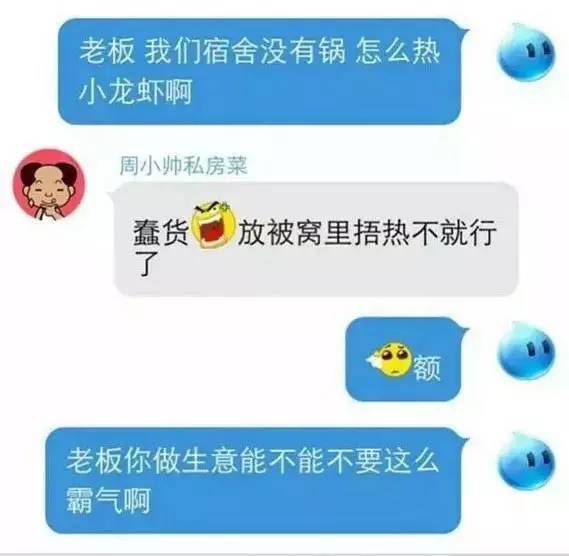 老板 我们宿舍没有锅 怎么热
小龙虾啊
周小帅私房菜
蠢货放被窝里捂热不就行
了
额
老板你做生意能不能不要这么
霸气啊